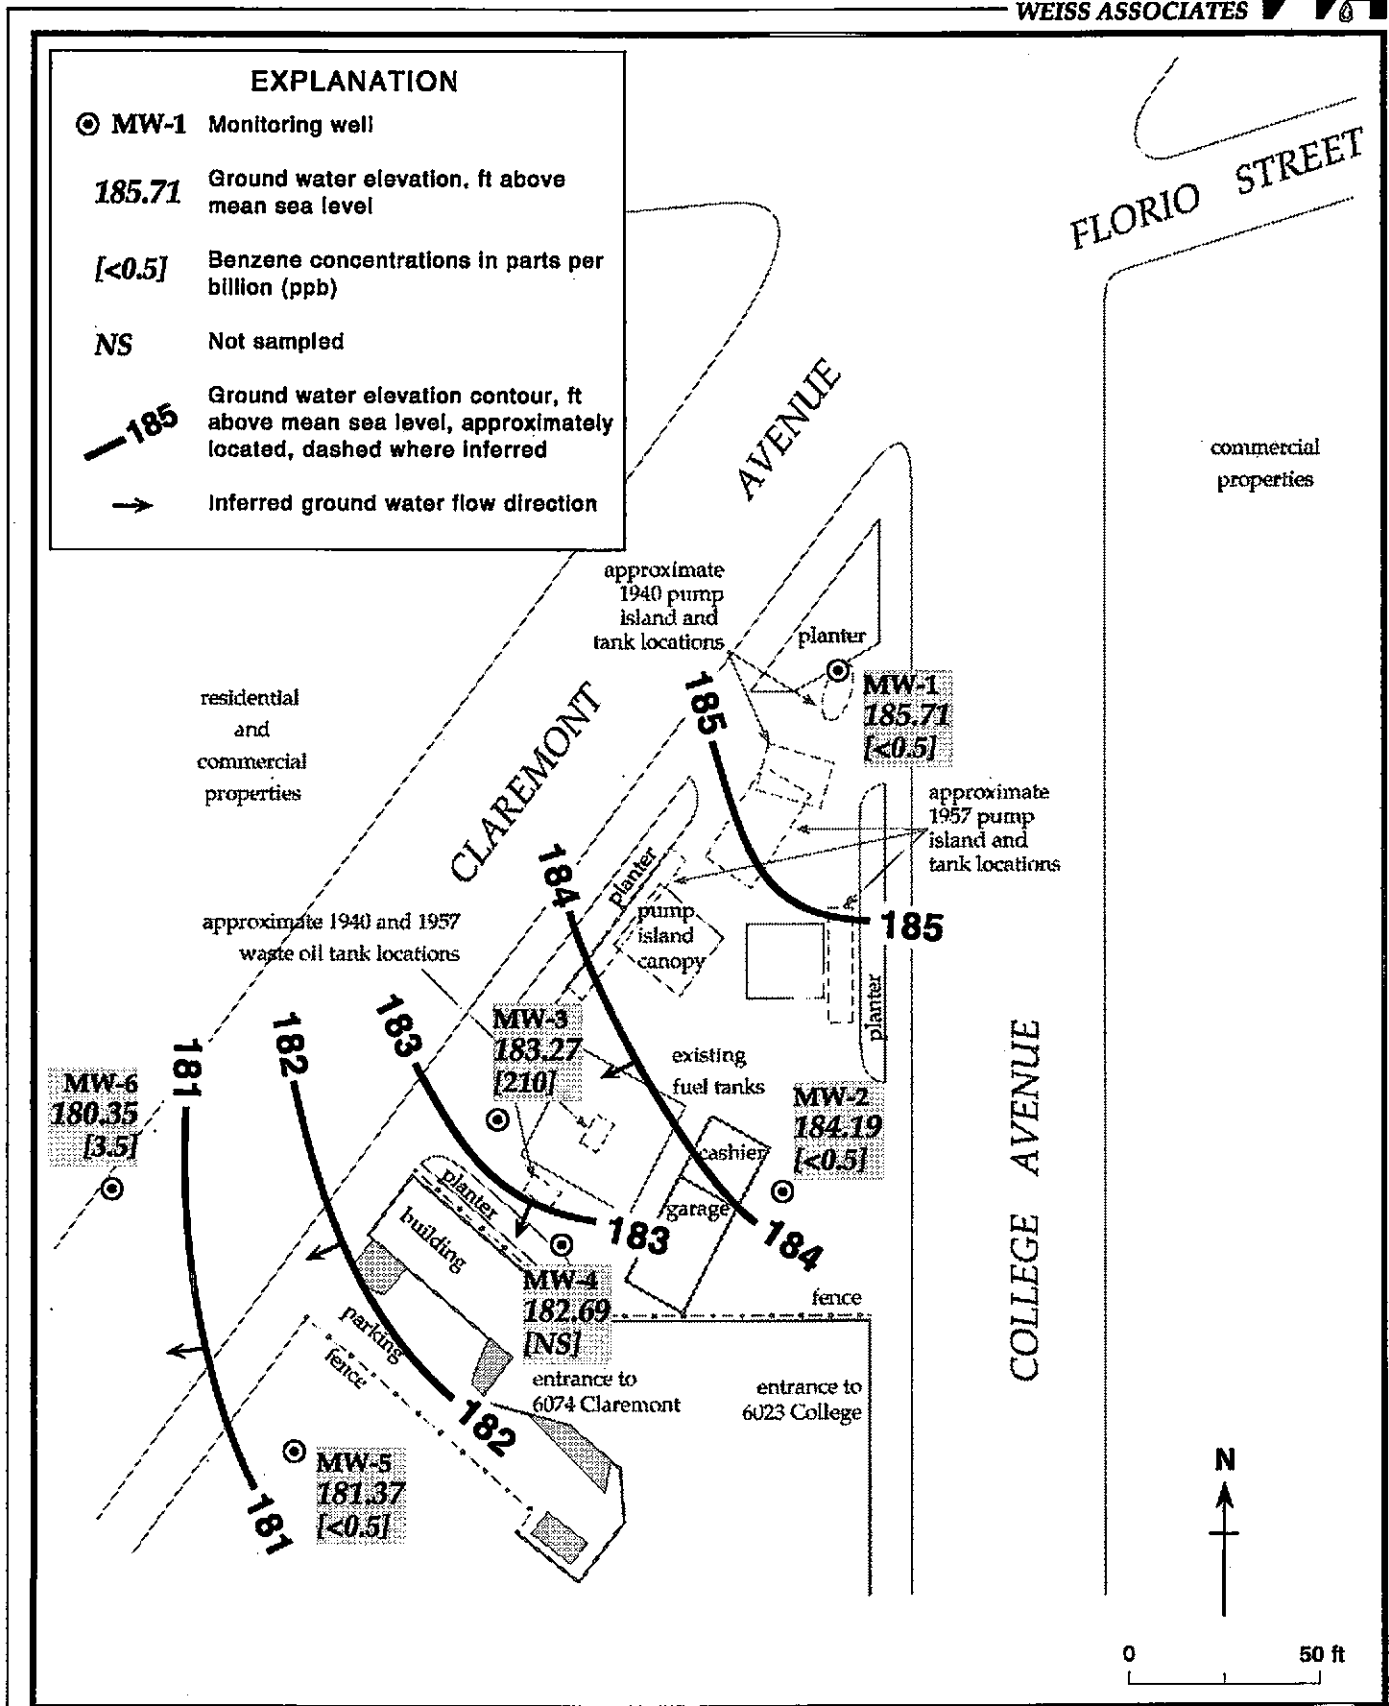 WEISS ASSOCIATES
EXPLANATION
MW-1 Monitoring well
185.71 Ground water elevation, ft above
mean sea level
[<0.5] Benzene concentrations in parts per
billion (ppb)
NS Not sampled
185 Ground water elevation contour, ft
above mean sea level, approximately
located, dashed where inferred
Inferred ground water flow direction
FLORIO STREET
CLAREMONT AVENUE
commercial
properties
approximate
1940 pump
island and
tank locations
planter
MW-1
185.71
[<0.5]
185
residential
and
commercial
properties
approximate
1957 pump
island and
tank locations
184
planter
pump
island
canopy
185
approximate 1940 and 1957
waste oil tank locations
planter
183
182
181
MW-3
183.27
[210]
existing
fuel tanks
MW-6
180.35
[3.5]
MW-2
184.19
[<0.5]
cashier
garage
planter
building
183
184
MW-4
182.69
[NS]
fence
parking
fence
entrance to
6074 Claremont
entrance to
6023 College
COLLEGE AVENUE
182
MW-5
181.37
[<0.5]
181
N
0 50 ft